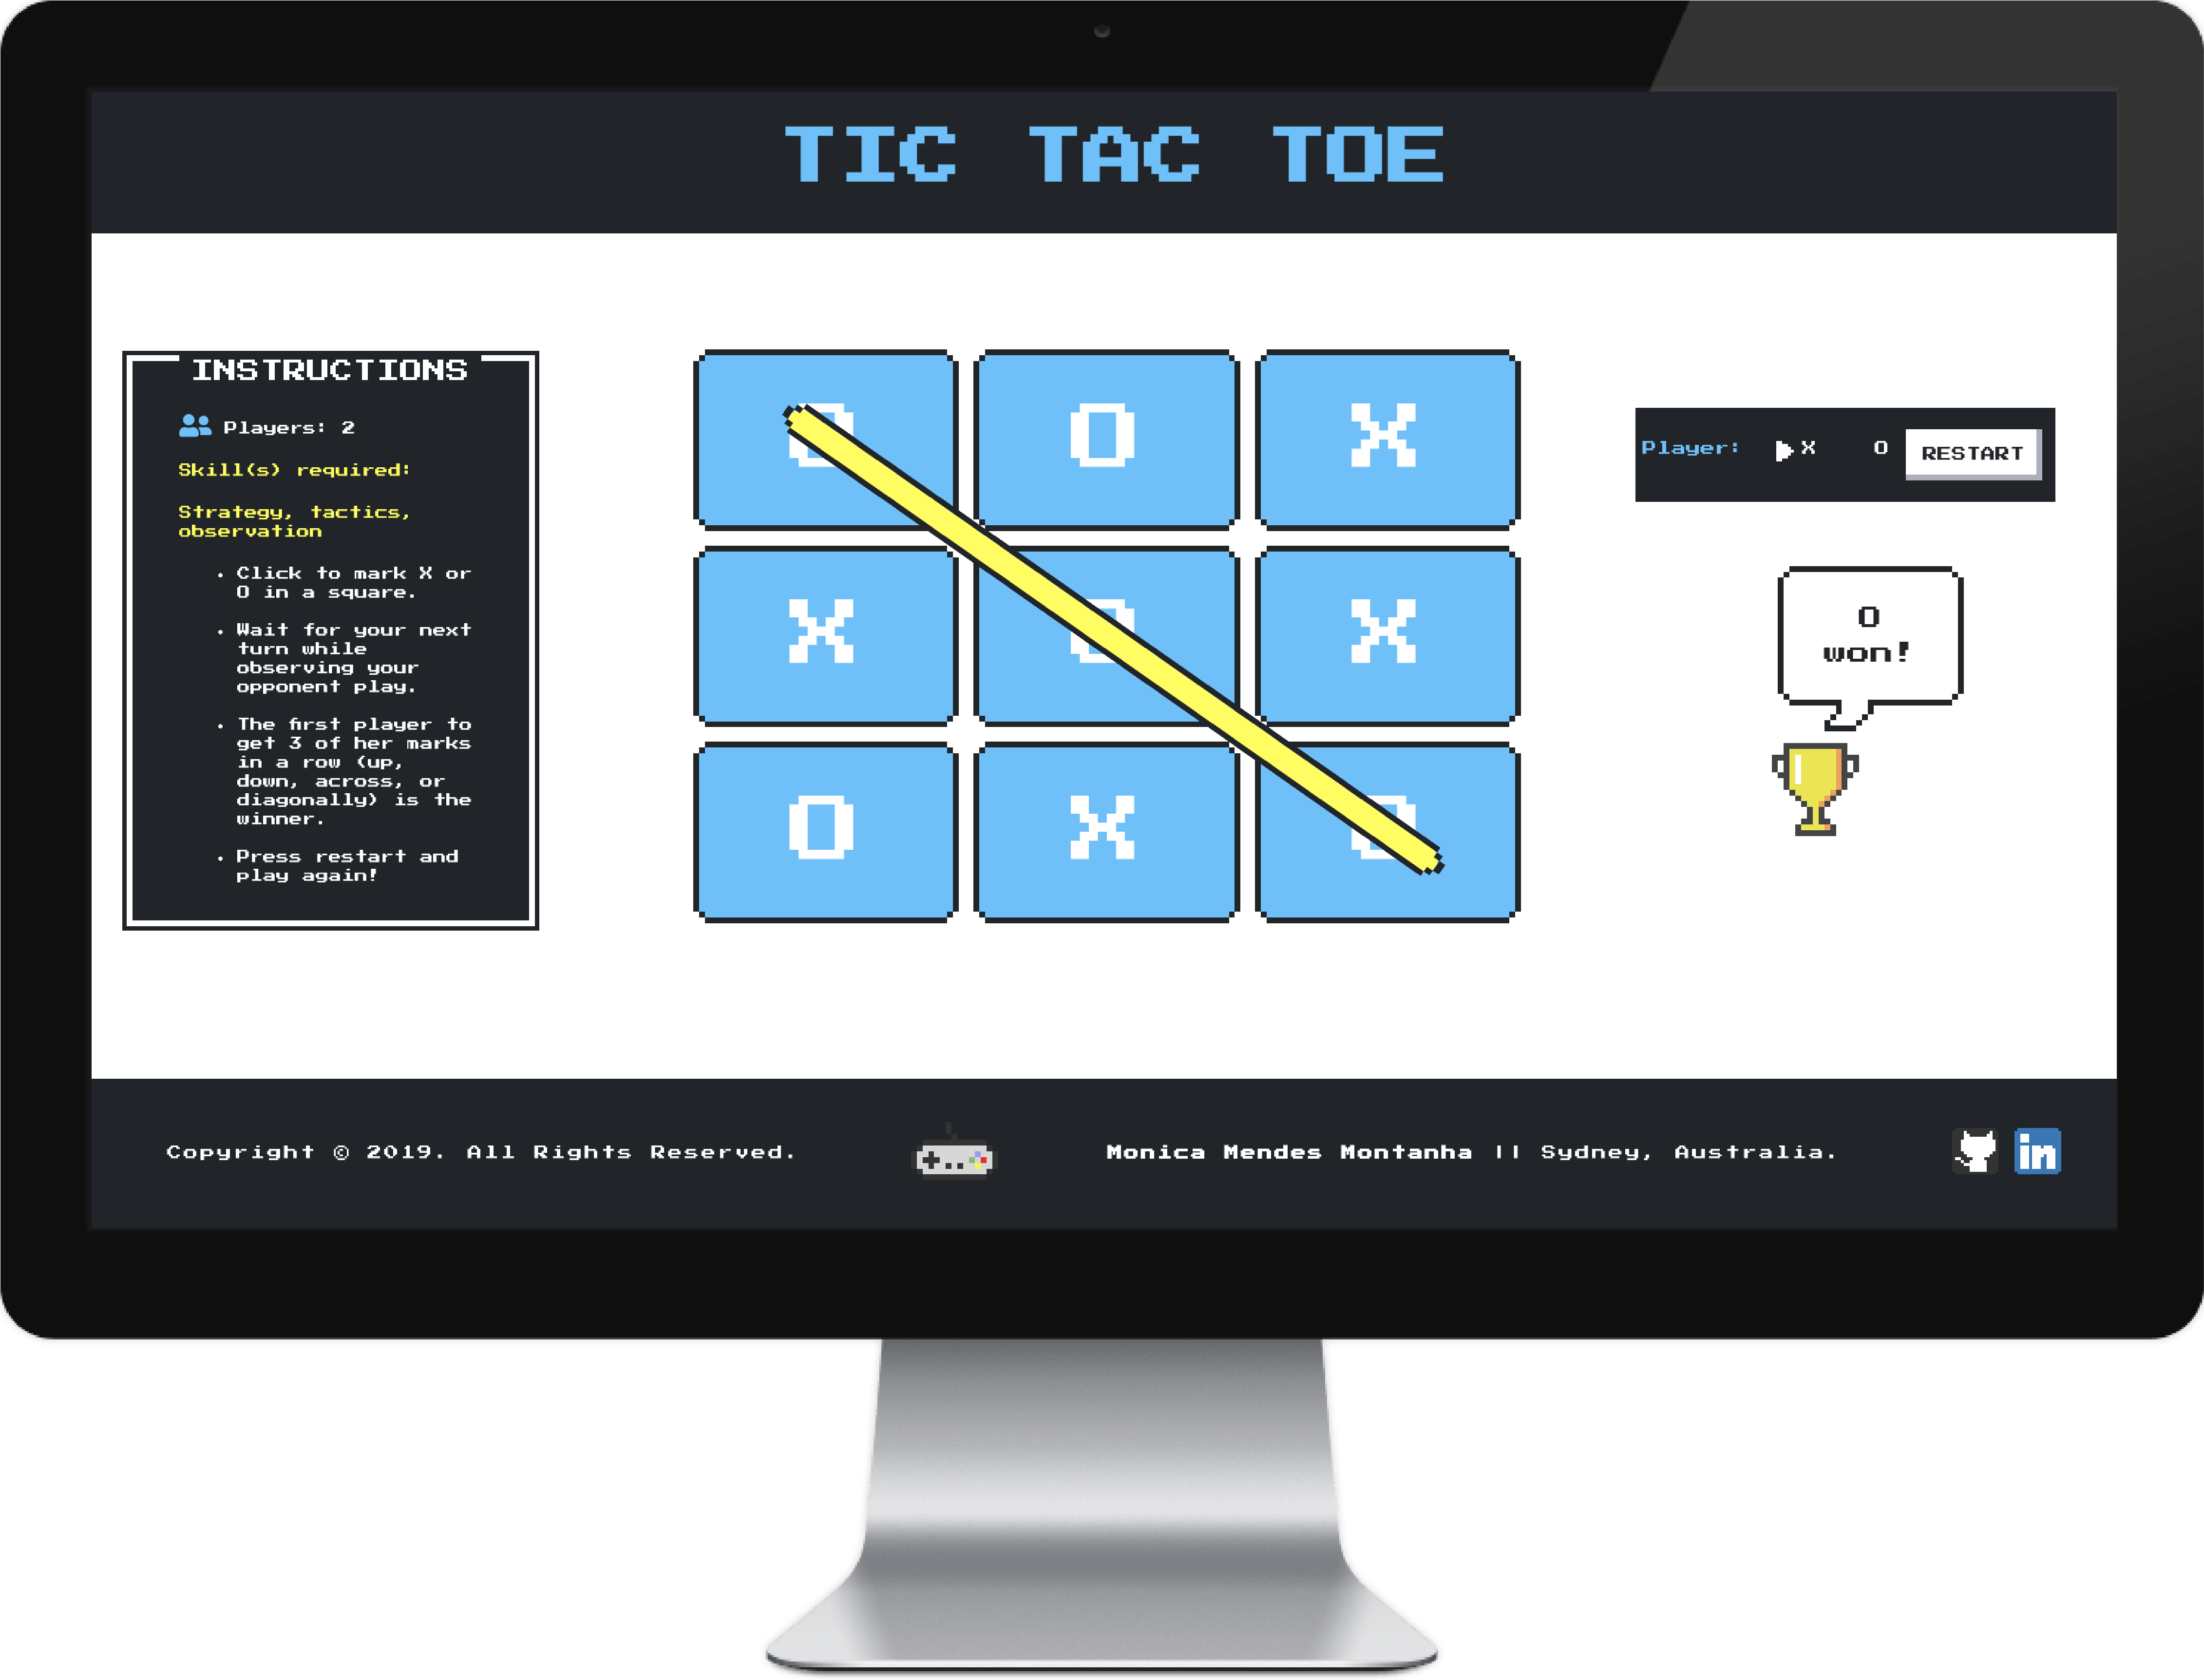 TIC TAC TOE
INSTRUCTIONS
Players: 2
Skill(s) required:
Strategy, tactics,
observation
• Click to mark X or
O in a square.
• Wait for your next
turn while
observing your
opponent play.
• The first player to
get 3 of her marks
in a row (up,
down, across, or
diagonally) is the
winner.
• Press restart and
play again!
O O X
X O X
O X O
Player: X O RESTART
O
won!
Copyright © 2019. All Rights Reserved.
Monica Mendes Montanha || Sydney, Australia.
in